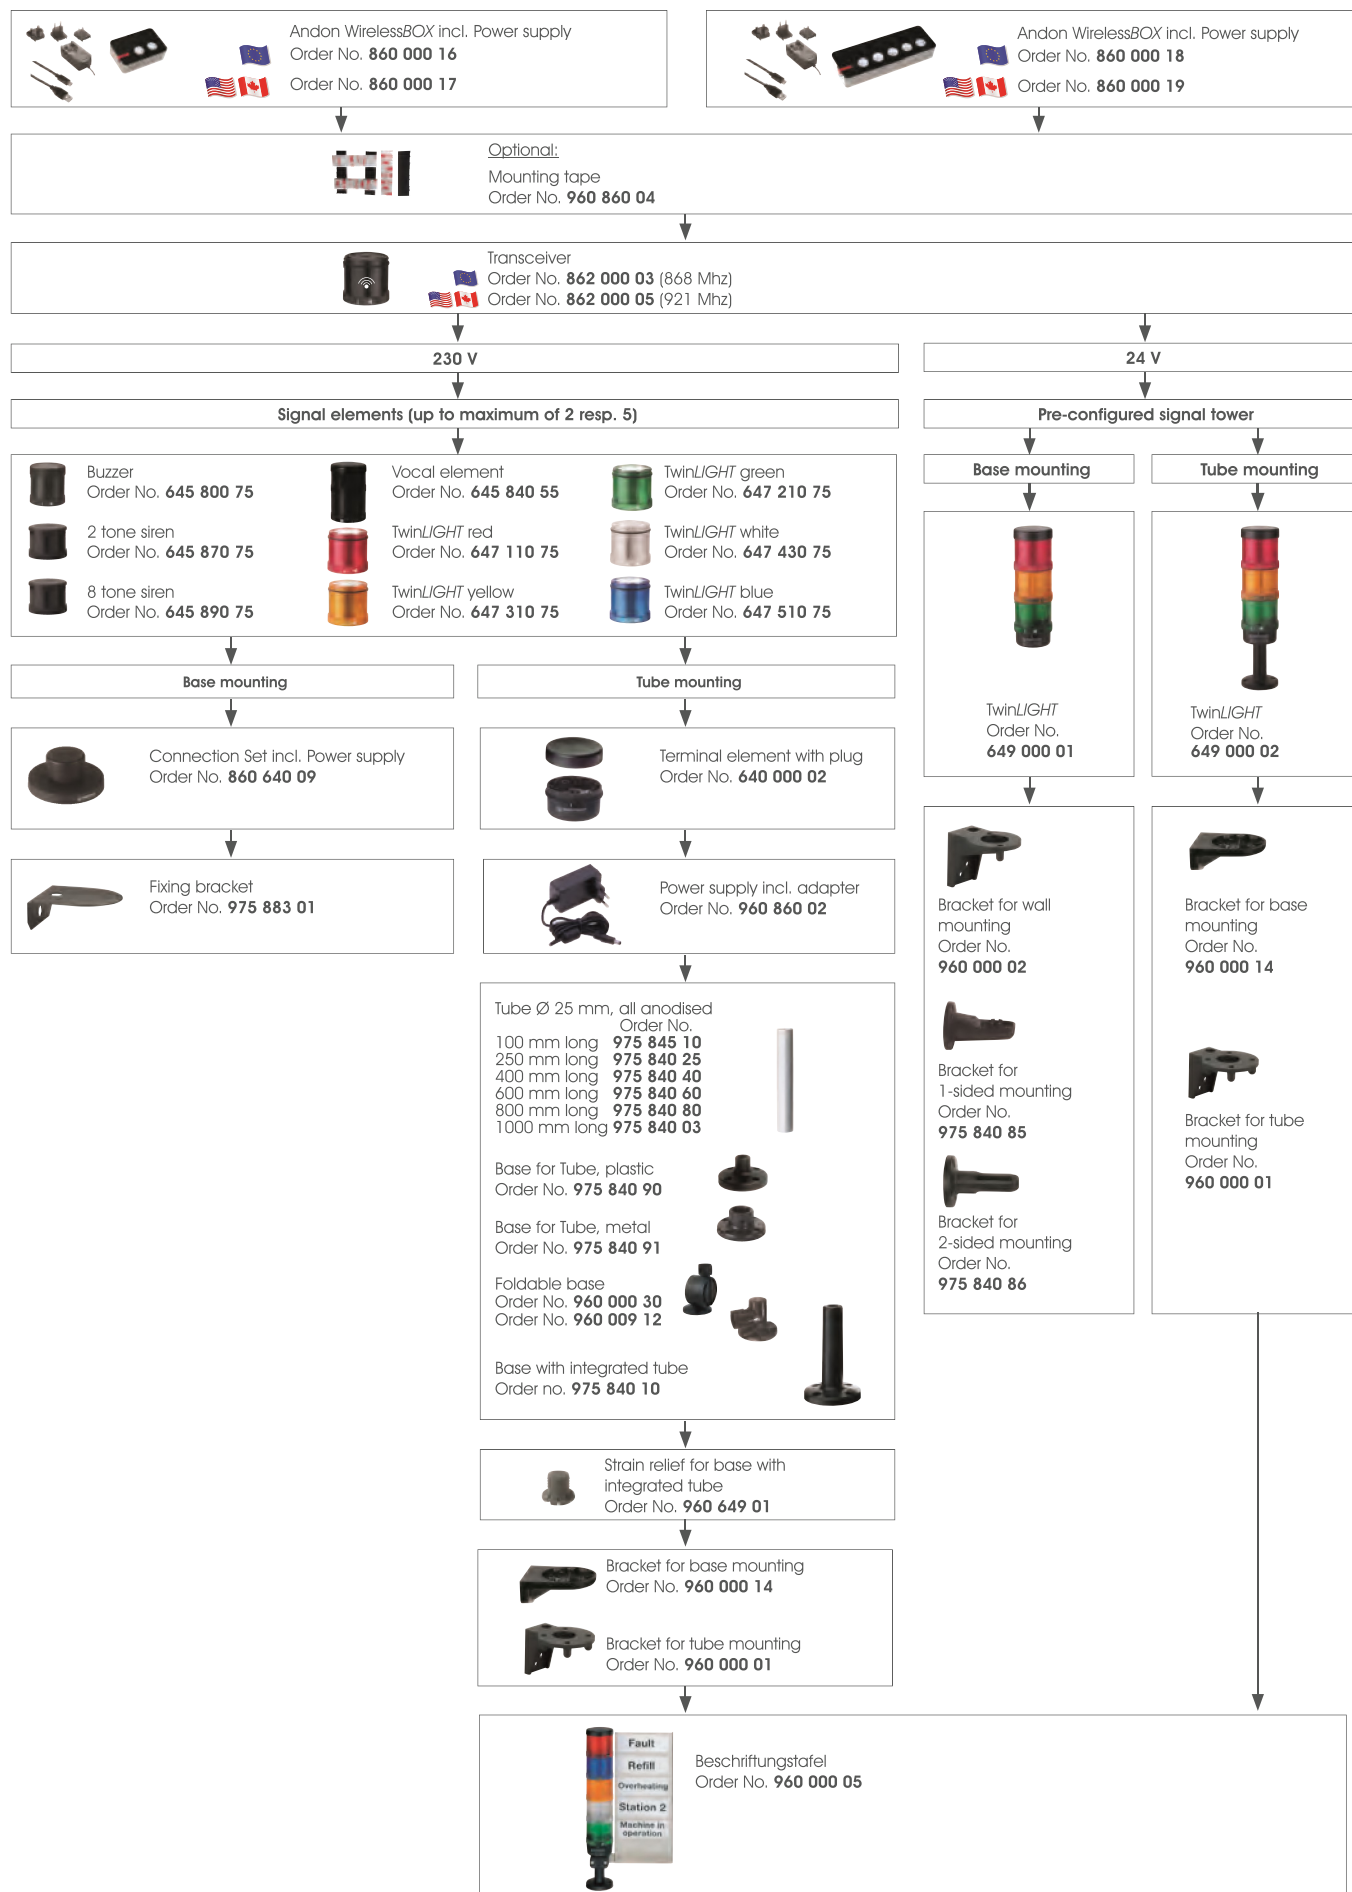 Andon WirelessBOX incl. Power supply
Order No. 860 000 16
Order No. 860 000 17
Andon WirelessBOX incl. Power supply
Order No. 860 000 18
Order No. 860 000 19
Optional:
Mounting tape
Order No. 960 860 04
Transceiver
Order No. 862 000 03 (868 Mhz)
Order No. 862 000 05 (921 Mhz)
230 V
24 V
Signal elements (up to maximum of 2 resp. 5)
Pre-configured signal tower
Buzzer
Order No. 645 800 75
2 tone siren
Order No. 645 870 75
8 tone siren
Order No. 645 890 75
Vocal element
Order No. 645 840 55
TwinLIGHT red
Order No. 647 110 75
TwinLIGHT yellow
Order No. 647 310 75
TwinLIGHT green
Order No. 647 210 75
TwinLIGHT white
Order No. 647 430 75
TwinLIGHT blue
Order No. 647 510 75
Base mounting
Tube mounting
TwinLIGHT
Order No.
649 000 01
TwinLIGHT
Order No.
649 000 02
Base mounting
Tube mounting
Connection Set incl. Power supply
Order No. 860 640 09
Terminal element with plug
Order No. 640 000 02
Fixing bracket
Order No. 975 883 01
Power supply incl. adapter
Order No. 960 860 02
Bracket for wall
mounting
Order No.
960 000 02
Bracket for
1-sided mounting
Order No.
975 840 85
Bracket for
2-sided mounting
Order No.
975 840 86
Bracket for base
mounting
Order No.
960 000 14
Bracket for tube
mounting
Order No.
960 000 01
Tube Ø 25 mm, all anodised
Order No.
100 mm long 975 845 10
250 mm long 975 840 25
400 mm long 975 840 40
600 mm long 975 840 60
800 mm long 975 840 80
1000 mm long 975 840 03
Base for Tube, plastic
Order No. 975 840 90
Base for Tube, metal
Order No. 975 840 91
Foldable base
Order No. 960 000 30
Order No. 960 009 12
Base with integrated tube
Order no. 975 840 10
Strain relief for base with
integrated tube
Order No. 960 649 01
Bracket for base mounting
Order No. 960 000 14
Bracket for tube mounting
Order No. 960 000 01
Fault
Refill
Overheating
Station 2
Machine in
operation
Beschriftungstafel
Order No. 960 000 05